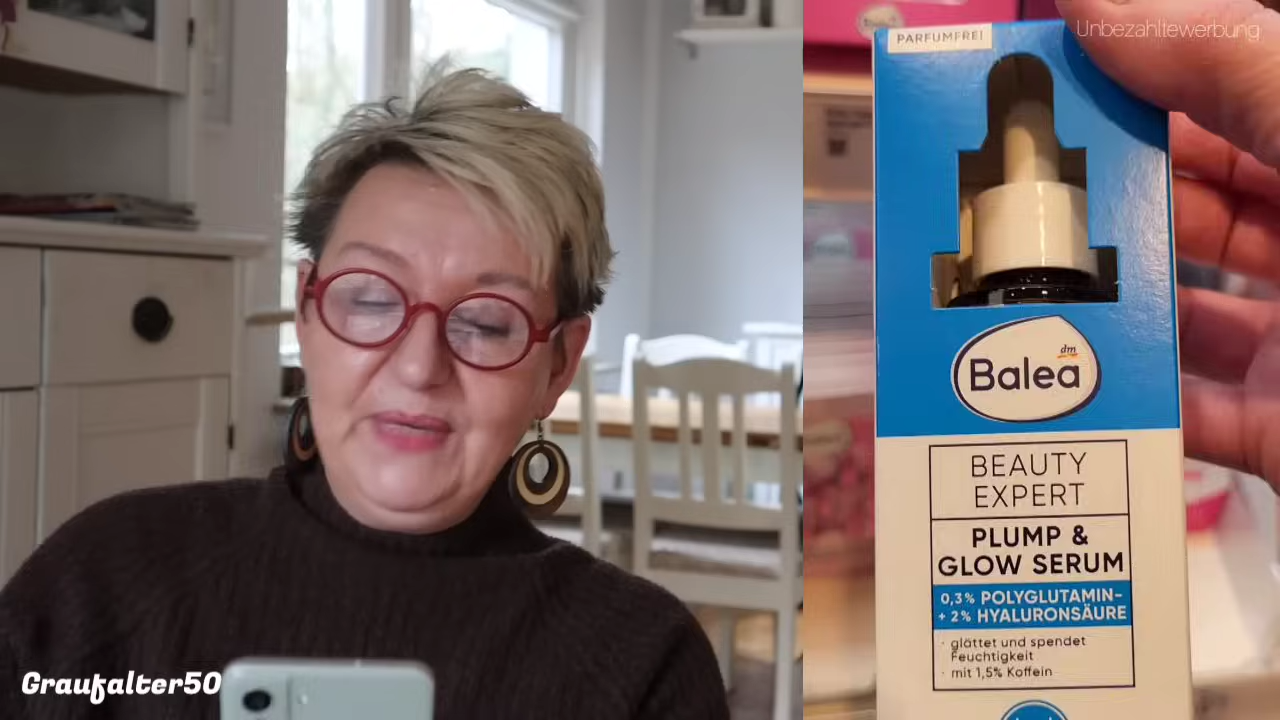 Graufalter50
Unbezahltewerbung
PARFUMFREI
dm
Balea
BEAUTY
EXPERT
PLUMP &
GLOW SERUM
0,3% POLYGLUTAMIN-
+ 2% HYALURONSÄURE
· glättet und spendet
Feuchtigkeit
· mit 1,5% Koffein